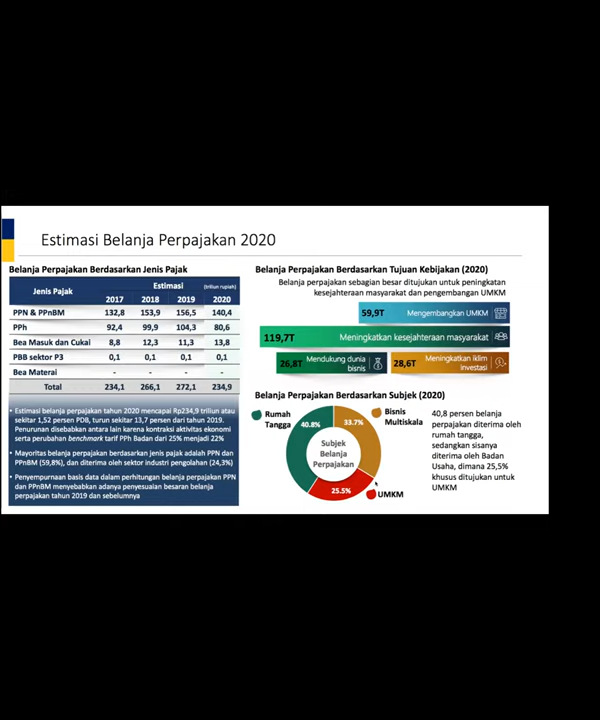 Estimasi Belanja Perpajakan 2020
Belanja Perpajakan Berdasarkan Jenis Pajak
Jenis Pajak Estimasi (triliun rupiah)
2017 2018 2019 2020
PPN & PPnBM 132,8 153,9 156,5 140,4
PPh 92,4 99,9 104,3 80,6
Bea Masuk dan Cukai 8,8 12,3 11,3 13,8
PBB sektor P3 0,1 0,1 0,1 0,1
Bea Materai - - - -
Total 234,1 266,1 272,1 234,9
• Estimasi belanja perpajakan tahun 2020 mencapai Rp234,9 triliun atau
sekitar 1,52 persen PDB, turun sekitar 13,7 persen dari tahun 2019.
Penurunan disebabkan antara lain karena kontraksi aktivitas ekonomi
serta perubahan benchmark tarif PPh Badan dari 25% menjadi 22%
• Mayoritas belanja perpajakan berdasarkan jenis pajak adalah PPN dan
PPnBM (59,8%), dan diterima oleh sektor industri pengolahan (24,3%)
• Penyempurnaan basis data dalam perhitungan belanja perpajakan PPN
dan PPnBM menyebabkan adanya penyesuaian besaran belanja
perpajakan tahun 2019 dan sebelumnya
Belanja Perpajakan Berdasarkan Tujuan Kebijakan (2020)
Belanja perpajakan sebagian besar ditujukan untuk peningkatan
kesejahteraan masyarakat dan pengembangan UMKM
59,9T Mengembangkan UMKM
119,7T Meningkatkan kesejahteraan masyarakat
26,8T Mendukung dunia
bisnis
28,6T Meningkatkan iklim
investasi
Belanja Perpajakan Berdasarkan Subjek (2020)
Rumah
Tangga
40.8%
33.7%
Bisnis
Multiskala
Subjek
Belanja
Perpajakan
25.5%
UMKM
40,8 persen belanja
perpajakan diterima oleh
rumah tangga,
sedangkan sisanya
diterima oleh Badan
Usaha, dimana 25,5%
khusus ditujukan untuk
UMKM